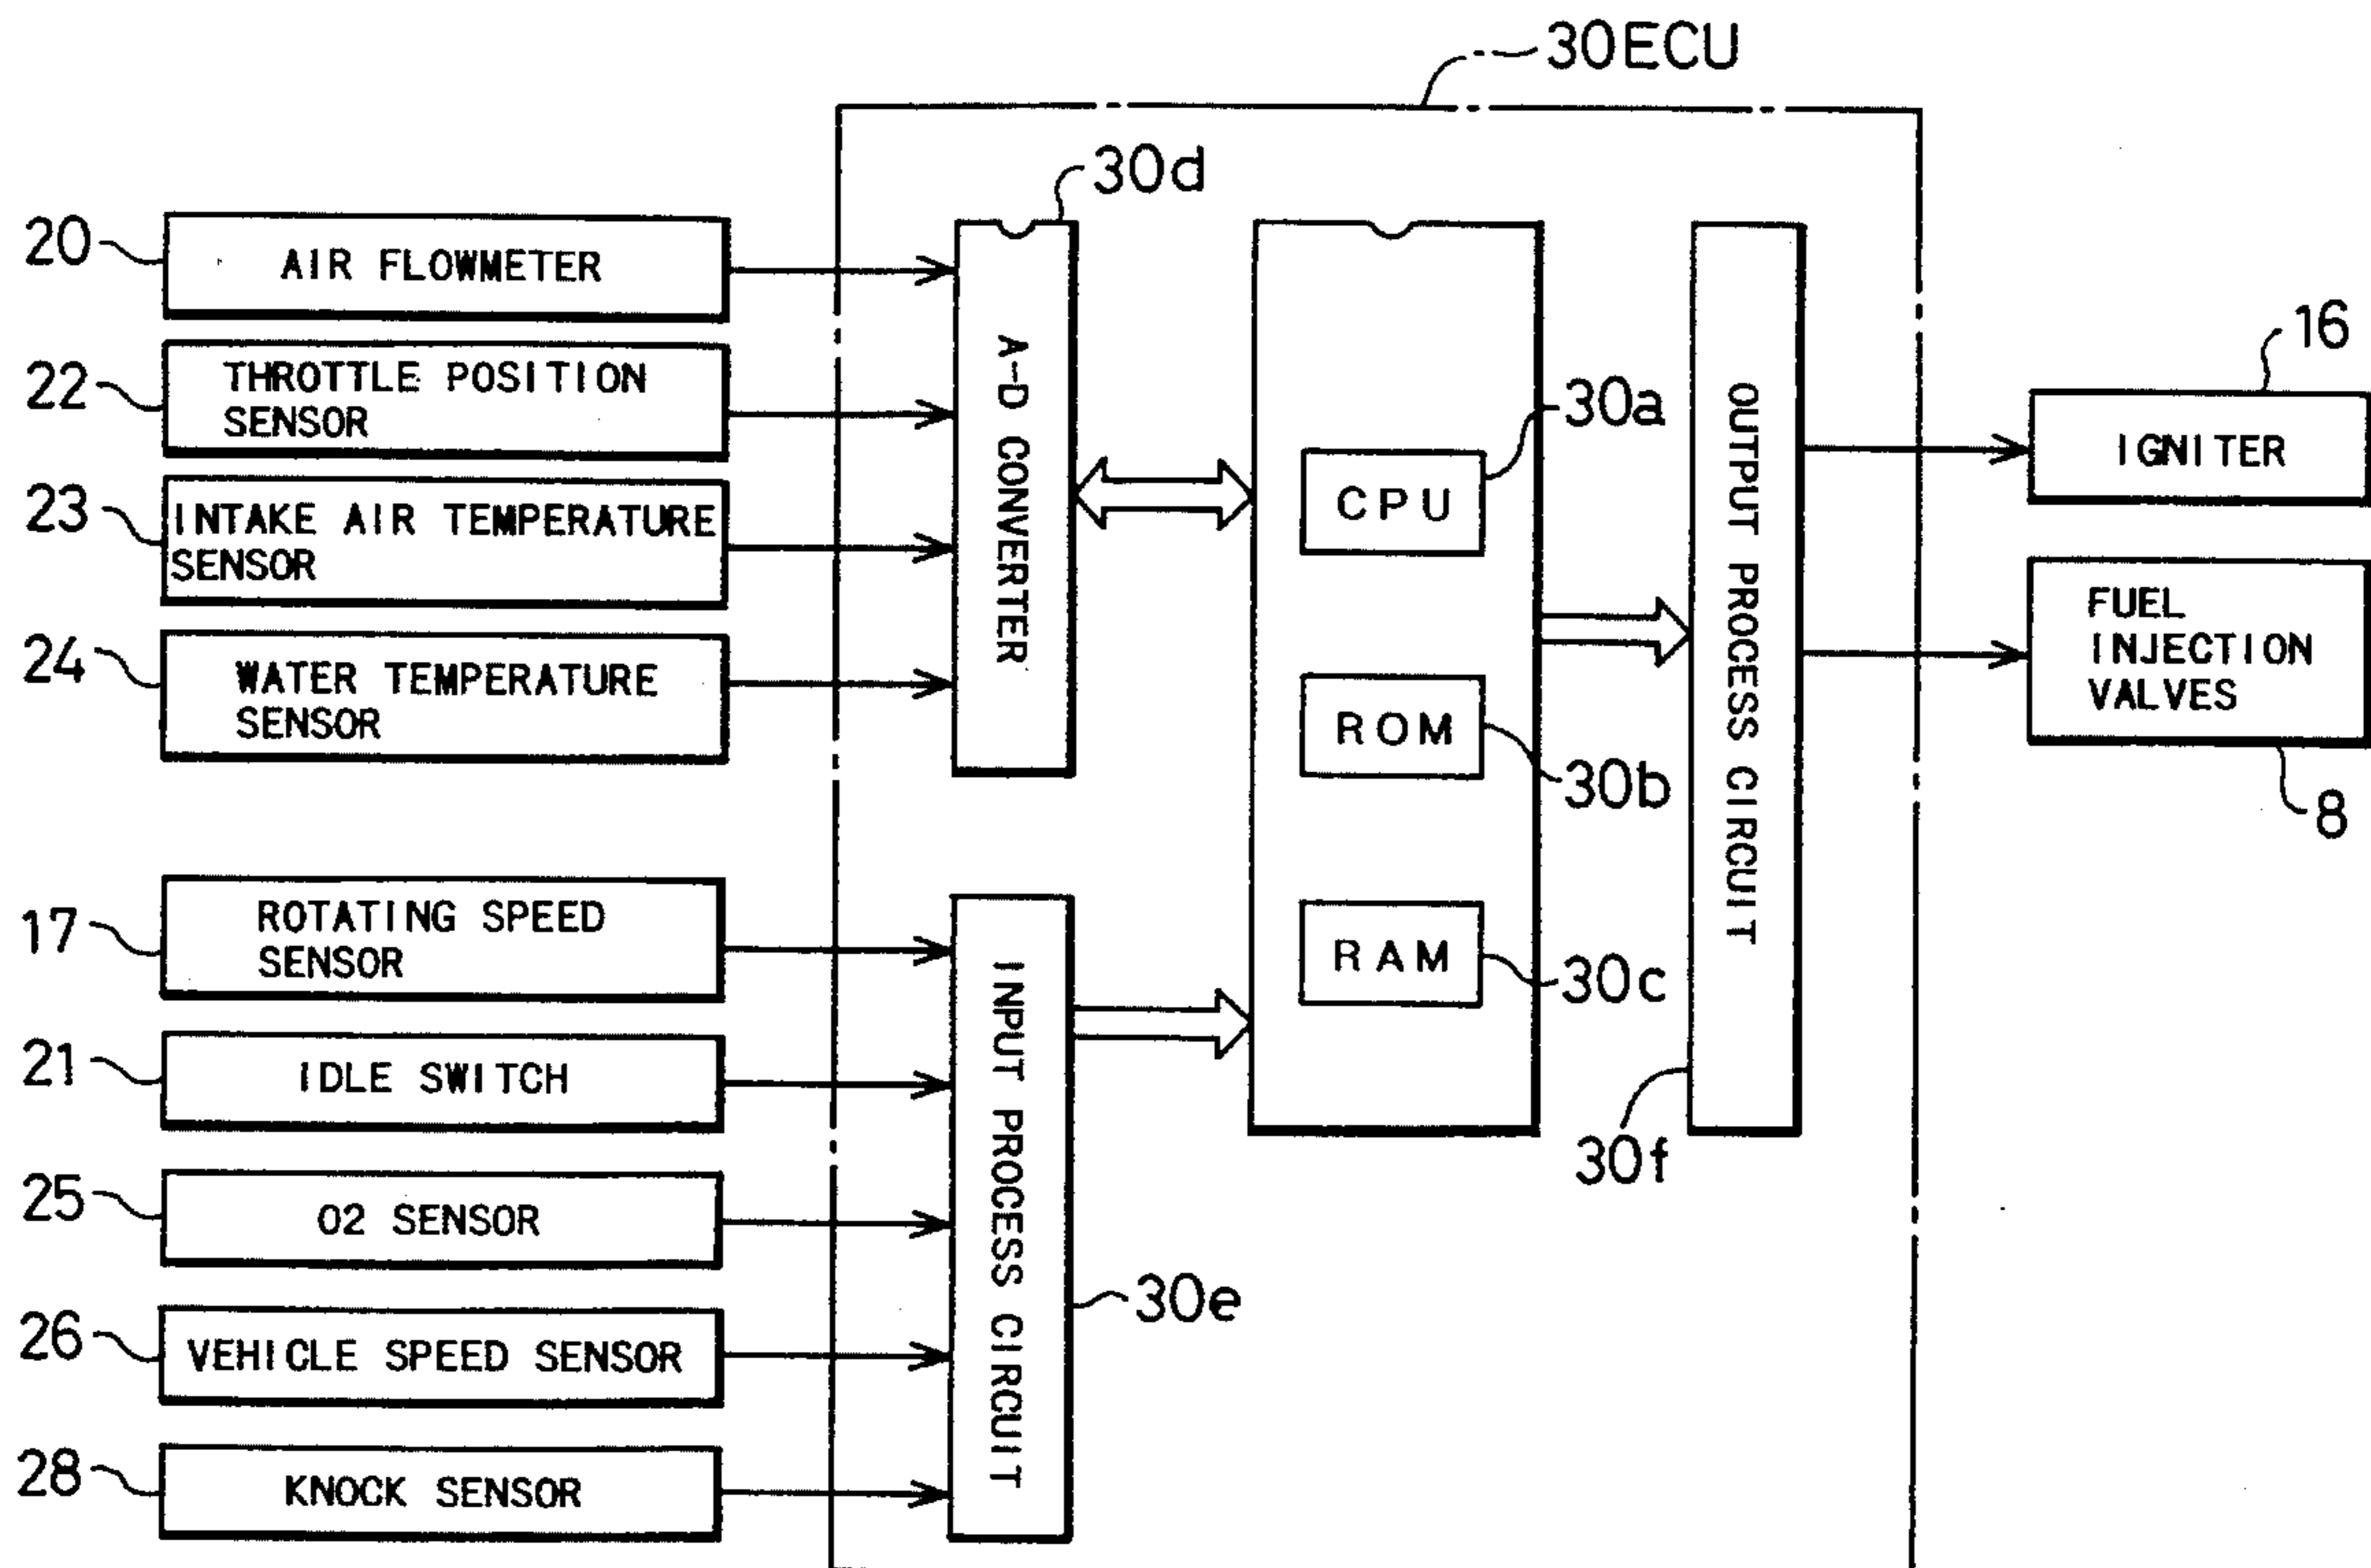 30ECU
30d
20
AIR FLOWMETER
22
THROTTLE POSITION
SENSOR
23
INTAKE AIR TEMPERATURE
SENSOR
24
WATER TEMPERATURE
SENSOR
A-D CONVERTER
17
ROTATING SPEED
SENSOR
21
IDLE SWITCH
25
O2 SENSOR
26
VEHICLE SPEED SENSOR
28
KNOCK SENSOR
INPUT PROCESS CIRCUIT
30e
CPU
30a
ROM
30b
RAM
30c
OUTPUT PROCESS CIRCUIT
30f
16
IGNITER
FUEL
INJECTION
VALVES
8